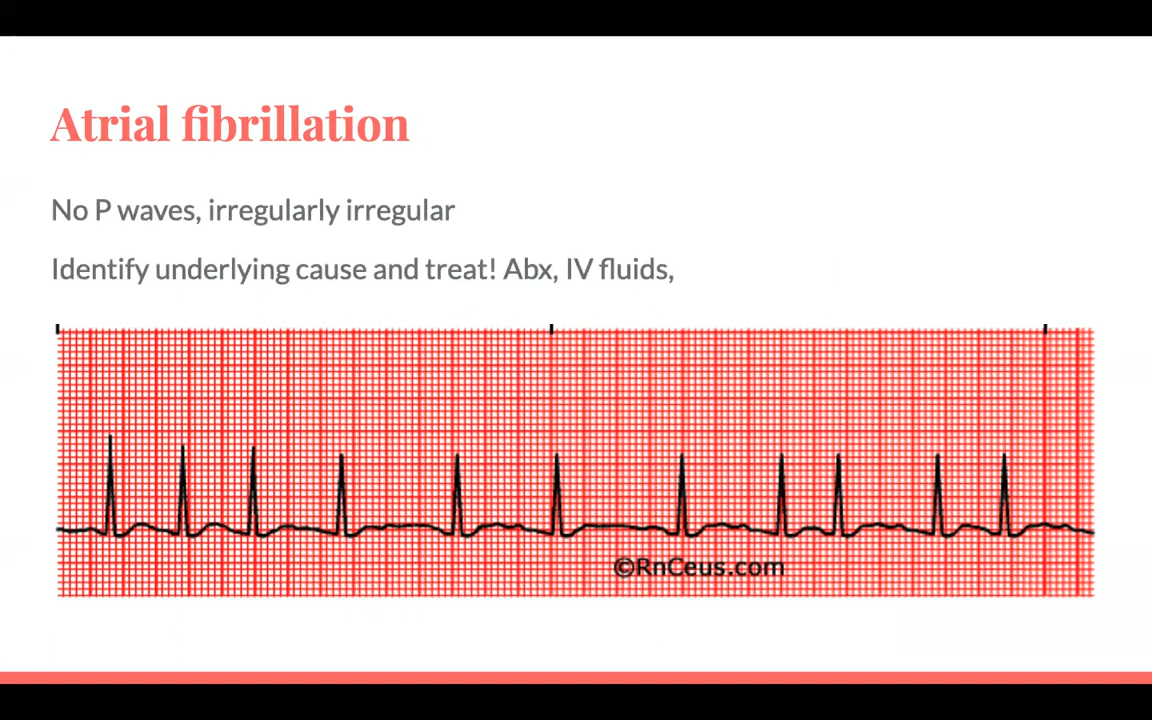 Atrial fibrillation
No P waves, irregularly irregular
Identify underlying cause and treat! Abx, IV fluids,
©RnCeus.com